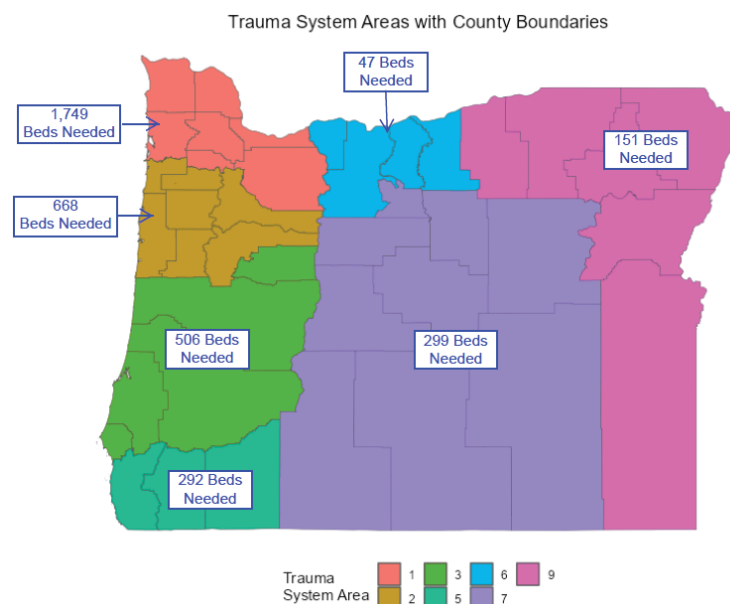 Trauma System Areas with County Boundaries
47 Beds
Needed
1,749
Beds Needed
151 Beds
Needed
668
Beds Needed
506 Beds
Needed
299 Beds
Needed
292 Beds
Needed
Trauma
System Area
1
3
6
9
2
5
7